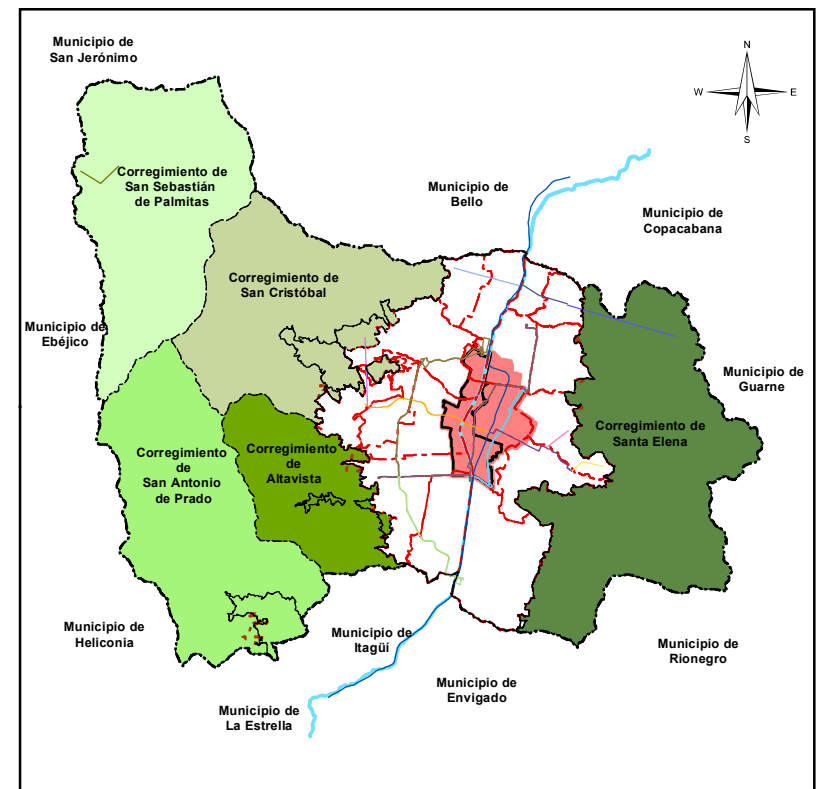 Municipio de
San Jerónimo
N
W
E
S
Corregimiento de
San Sebastián
de Palmitas
Municipio de
Bello
Municipio de
Copacabana
Corregimiento de
San Cristóbal
Municipio de
Ebéjico
Municipio de
Guarne
Corregimiento de
Santa Elena
Corregimiento
de
San Antonio
de Prado
Corregimiento
de
Altavista
Municipio de
Heliconia
Municipio de
Itagüí
Municipio de
Rionegro
Municipio de
Envigado
Municipio de
La Estrella